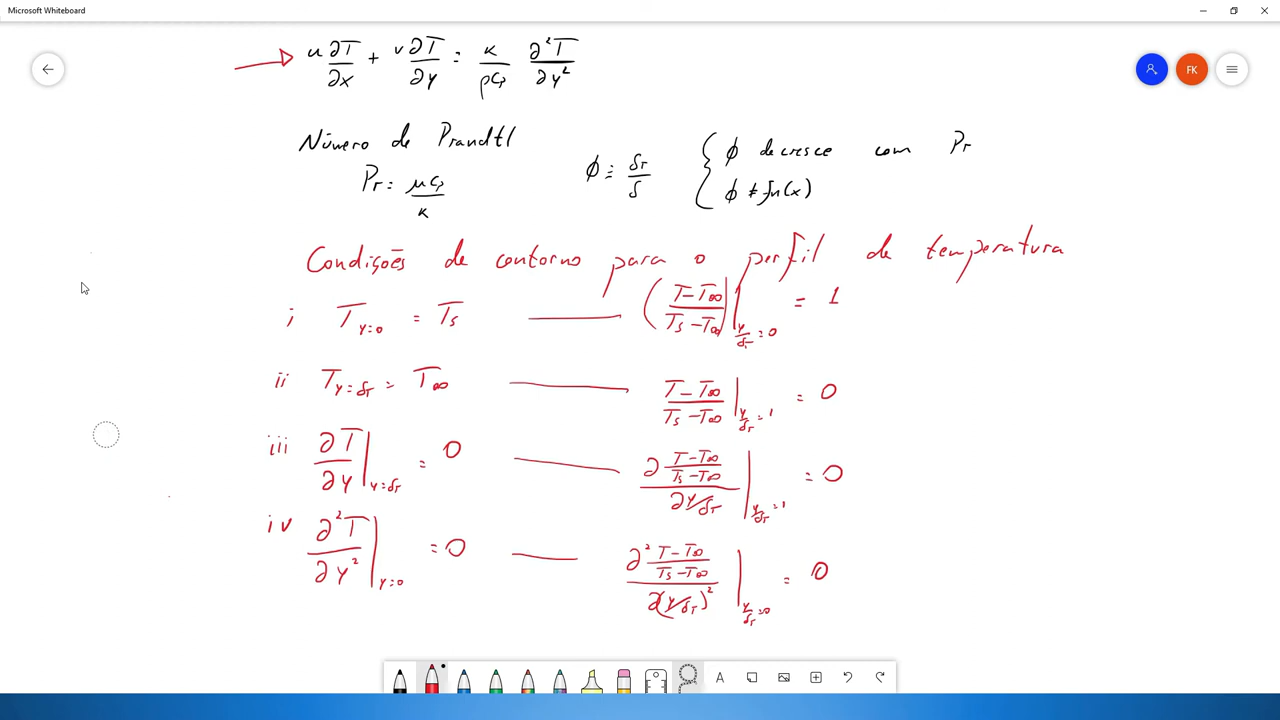 Microsoft Whiteboard
FK
u ∂T/∂x + v ∂T/∂y = κ/ρCp ∂²T/∂y²
Número de Prandtl
Pr = μCp/κ
ϕ ≡ δT/δ
{ ϕ decresce com Pr
ϕ ≠ fn(x)
Condições de contorno para o perfil de temperatura
i T y=0 = Ts —— (T-T∞/Ts-T∞)| y/δT=0 = 1
ii T y=δT = T∞ —— T-T∞/Ts-T∞ | y/δT=1 = 0
iii ∂T/∂y | y=δT = 0 —— ∂ T-T∞/Ts-T∞ / ∂ y/δT | y/δT=1 = 0
iv ∂²T/∂y² | y=0 = 0 —— ∂² T-T∞/Ts-T∞ / ∂(y/δT)² | y/δT=0 = 0
A